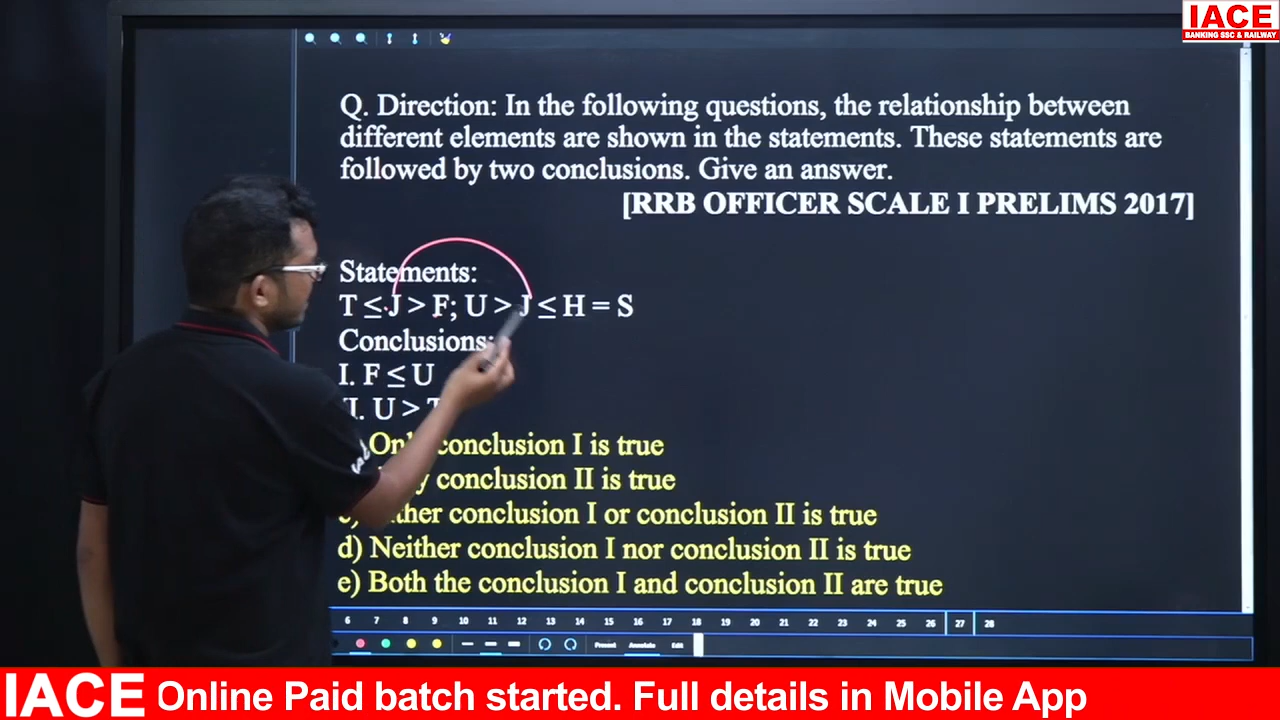 IACE
BANKING SSC & RAILWAY
Q. Direction: In the following questions, the relationship between
different elements are shown in the statements. These statements are
followed by two conclusions. Give an answer.
[RRB OFFICER SCALE I PRELIMS 2017]
Statements:
T ≤ J > F; U > J ≤ H = S
Conclusions:
I. F ≤ U
II. U > T
Only conclusion I is true
conclusion II is true
conclusion I or conclusion II is true
d) Neither conclusion I nor conclusion II is true
e) Both the conclusion I and conclusion II are true
6 7 8 9 10 11 12 13 14 15 16 17 18 19 20 21 22 23 24 25 26 27 28
Present Annotate Edit
IACE Online Paid batch started. Full details in Mobile App